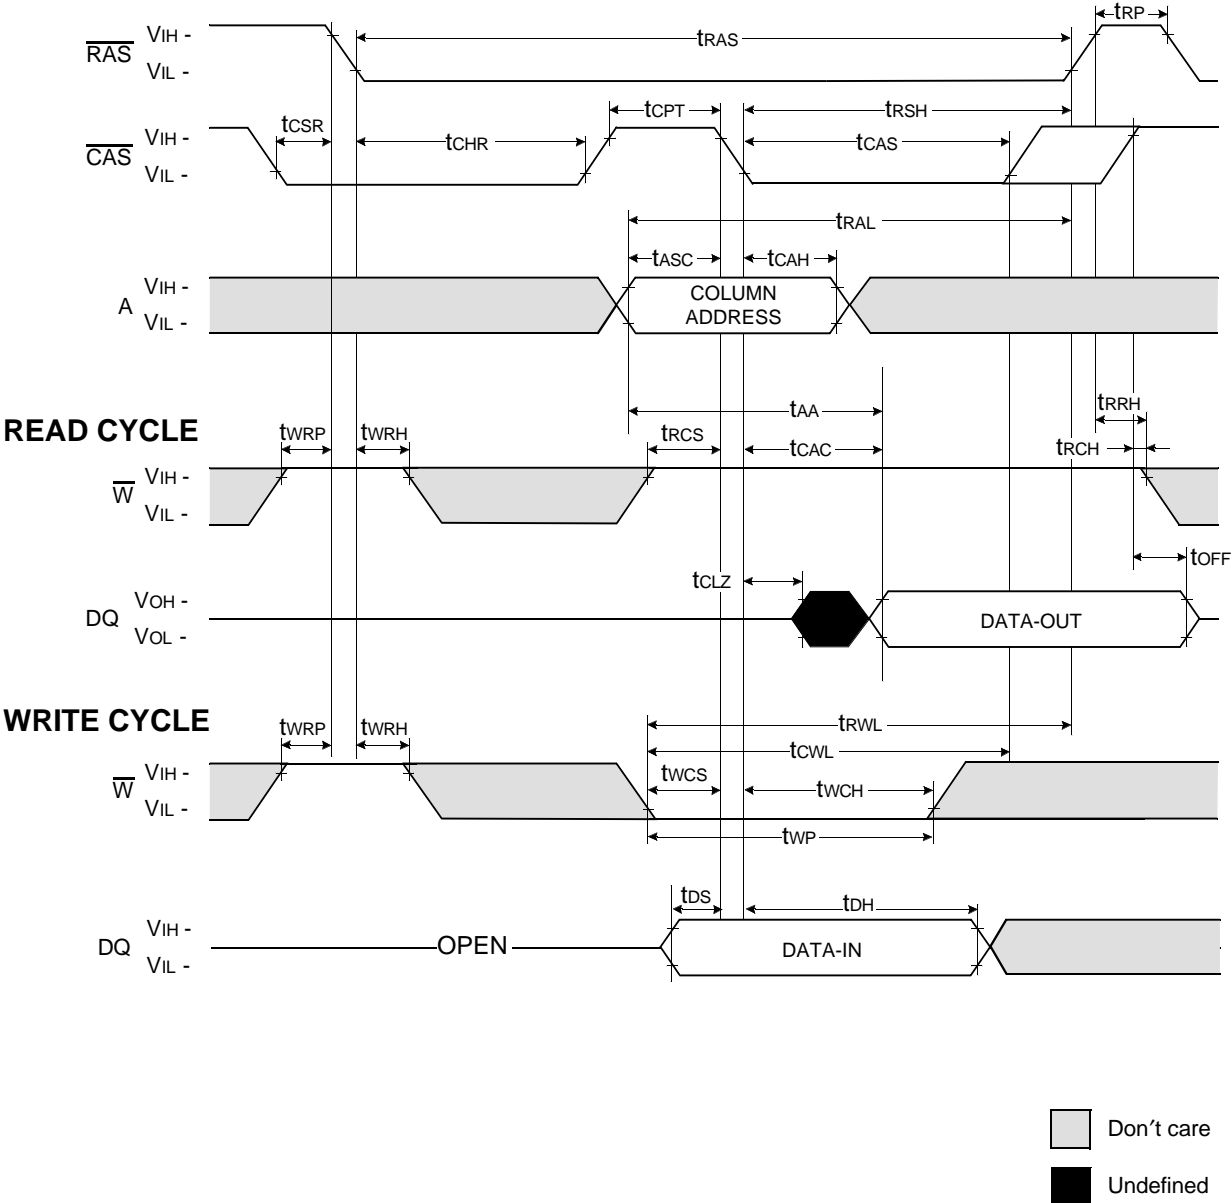 tRP
RAS VIH - tRAS
VIL -
tCPT tRSH
CAS VIH - tCSR tCHR tCAS
VIL -
tRAL
tASC tCAH
A VIH - COLUMN
VIL - ADDRESS
tAA tRRH
READ CYCLE
tWRP tWRH tRCS tCAC tRCH
W VIH -
VIL -
tOFF
tCLZ
DQ VOH - DATA-OUT
VOL -
WRITE CYCLE
tWRP tWRH tRWL
tCWL
W VIH - tWCS tWCH
VIL -
tWP
tDS tDH
DQ VIH - OPEN DATA-IN
VIL -
Don′t care
Undefined